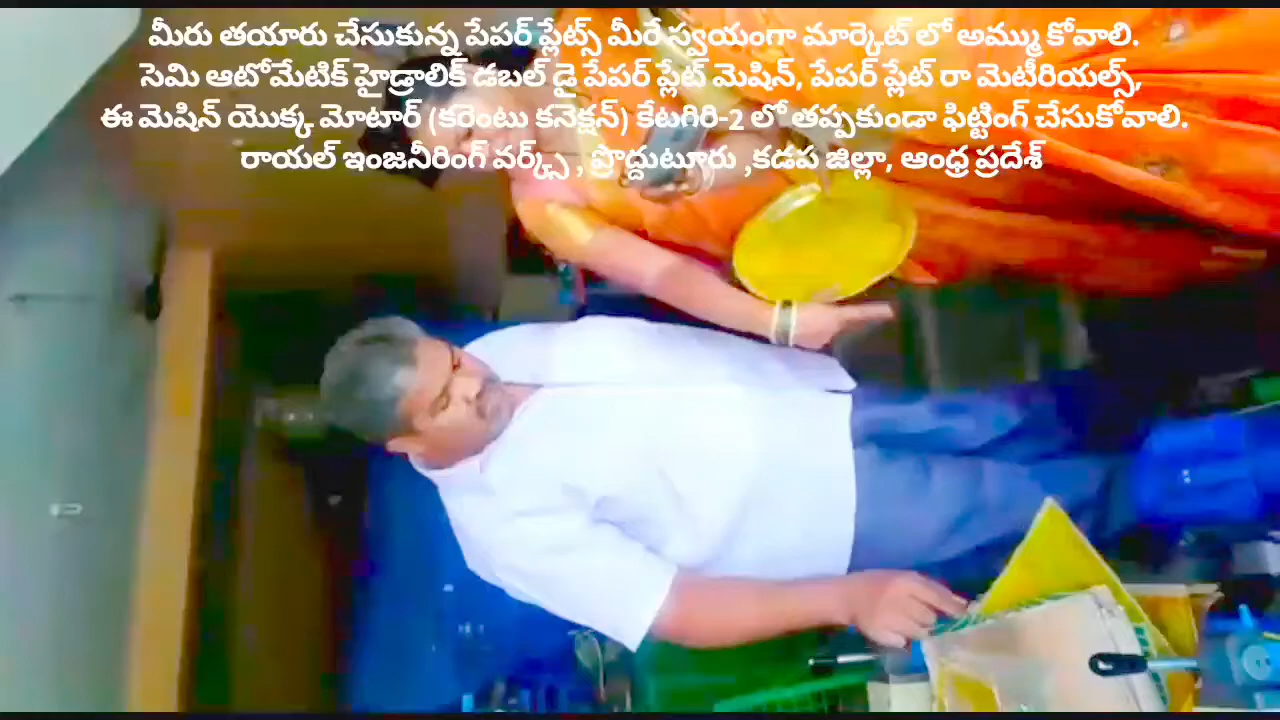 మీరు తయారు చేసుకున్న పేపర్ ప్లేట్స్ మీరే స్వయంగా మార్కెట్ లో అమ్ము కోవాలి.
సెమి ఆటోమేటిక్ హైడ్రాలిక్ డబల్ డై పేపర్ ప్లేట్ మెషిన్, పేపర్ ప్లేట్ రా మెటీరియల్స్,
ఈ మెషిన్ యొక్క మోటార్ (కరెంటు కనెక్షన్) కేటగిరి-2 లో తప్పకుండా ఫిట్టింగ్ చేసుకోవాలి.
రాయల్ ఇంజనీరింగ్ వర్క్స్ , ప్రొద్దుటూరు ,కడప జిల్లా, ఆంధ్ర ప్రదేశ్